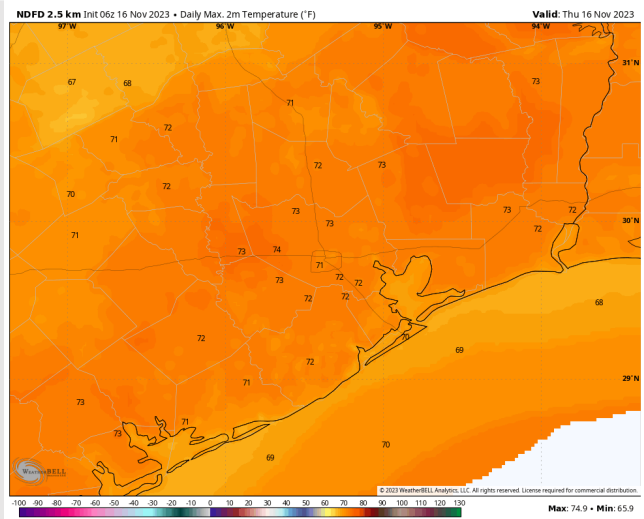 NDFD 2.5 km Init 06z 16 Nov 2023 • Daily Max. 2m Temperature (°F)
Valid: Thu 16 Nov 2023
97°W 96°W 95°W 94°W
31°N
67 68 73
71
72
71
72 73
72
70
73 73 72
73 30°N
71 72
73 74
71
73 72 72
72 72
68
72 70
69
72 29°N
71
73
71
73
69 70
WEATHERBELL
© 2023 WeatherBELL Analytics, LLC. All rights reserved. License required for commercial distribution.
-100 -90 -80 -70 -60 -50 -40 -30 -20 -10 0 10 20 30 40 50 60 70 80 90 100 110 120 130
Max: 74.9 • Min: 65.9